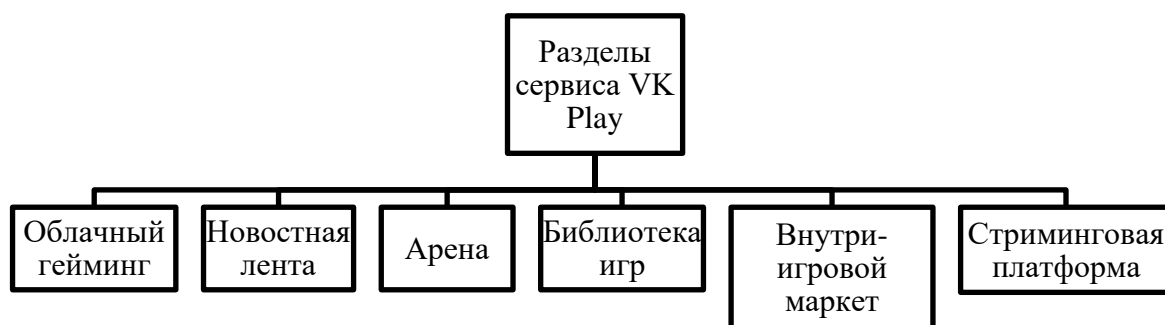 Разделы
сервиса VK
Play
Облачный
гейминг
Новостная
лента
Арена
Библиотека
игр
Внутри-
игровой
маркет
Стриминговая
платформа